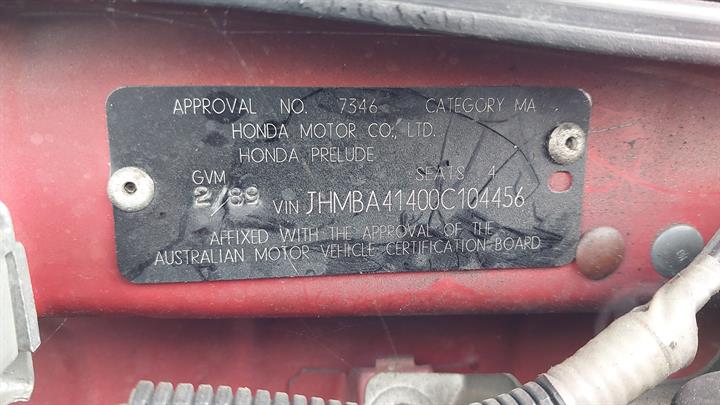 APPROVAL NO. 7346 CATEGORY MA
HONDA MOTOR CO., LTD.
HONDA PRELUDE
GVM SEATS 4
2/89 VIN JHMBA41400C104456
AFFIXED WITH THE APPROVAL OF THE
AUSTRALIAN MOTOR VEHICLE CERTIFICATION BOARD